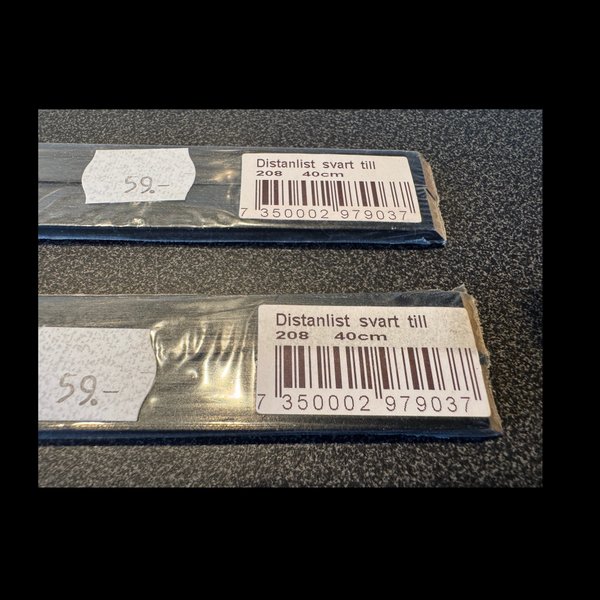 59.-
Distanlist svart till
208 40cm
7 350002 979037
59.-
Distanlist svart till
208 40cm
7 350002 979037